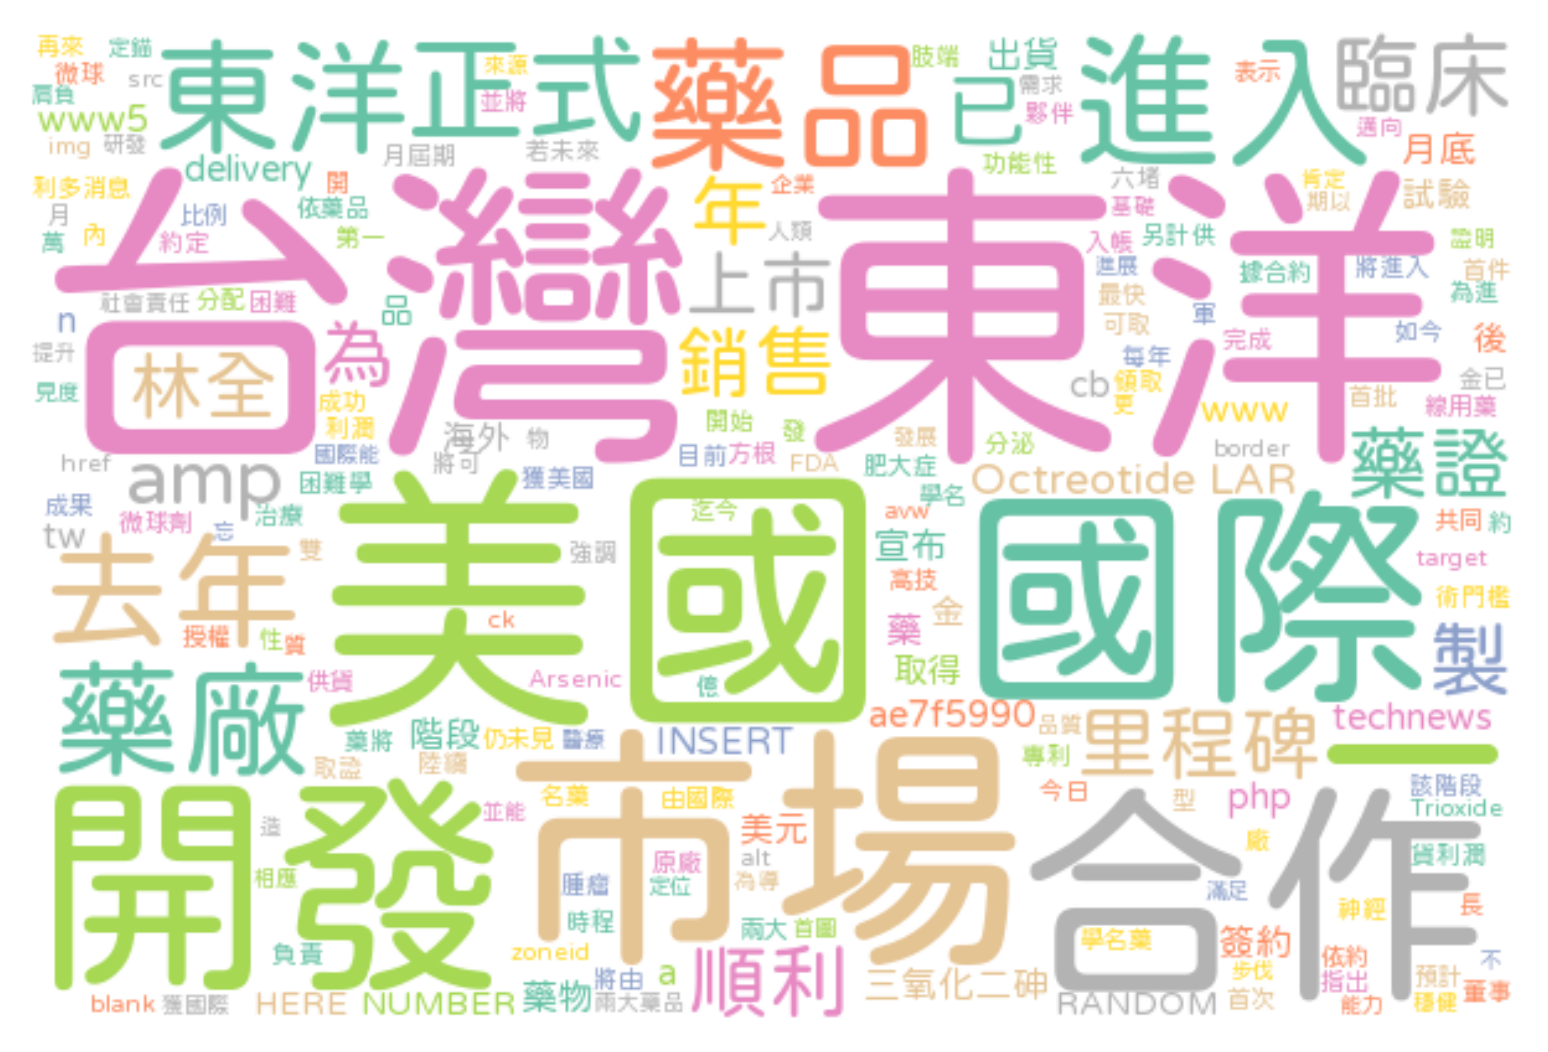 再來 定錨 東洋正式 來源 藥品 肢端 出貨 已 進入 臨床
微球 src 並將 需求 表示
肩負 夥伴
www5 邁向
img 研發 月屆期 若未來 功能性 月底
delivery
利多消息 開 年 企業 六堵 肯定 試驗
月 比例 依藥品 基礎 期以
萬 內 約定 第一 人類 入帳 另計供 證明
台灣東洋
上市 進展 據合約 將進入 首件
社會責任 分配 困難 品 最快 為進
n 為 銷售 可取 軍 如今 後
提升 林全 每年 完成
見度 成功 cb 領取 首批 金已
利潤 更 www 線用藥
海外 物 開始 發 發展 分泌 藥證
href 國際能 將可 目前 方根 FDA 肥大症 border
amp 困難學 獲美國 Octreotide LAR
成果 學名
微球劑 忘 治療 迄今 avw 共同 約
tw 美國 國際
去年 雙 強調 宣布 target
高技 金 術門檻
授權 性 質 ck 藥 製
藥廠 供貨 Arsenic 億 取得
ae7f5990 品質 里程碑 technews 一
藥將 階段 仍未見 醫療 INSERT
取證 陸續 專利
開發 市場 名藥 由國際 今日 型 php 該階段
合作 Trioxide
造 並能 美元 廠
相應 原廠 alt 貨利潤
腫瘤 定位 為導 滿足
時程 兩大 首圖 神經 長
負責 zoneid 學名藥 簽約 依約 不
將由 a 順利 三氧化二砷 步伐 指出 預計
blank 獲國際 HERE NUMBER 藥物 兩大藥品 RANDOM 首次 能力 穩健 董事